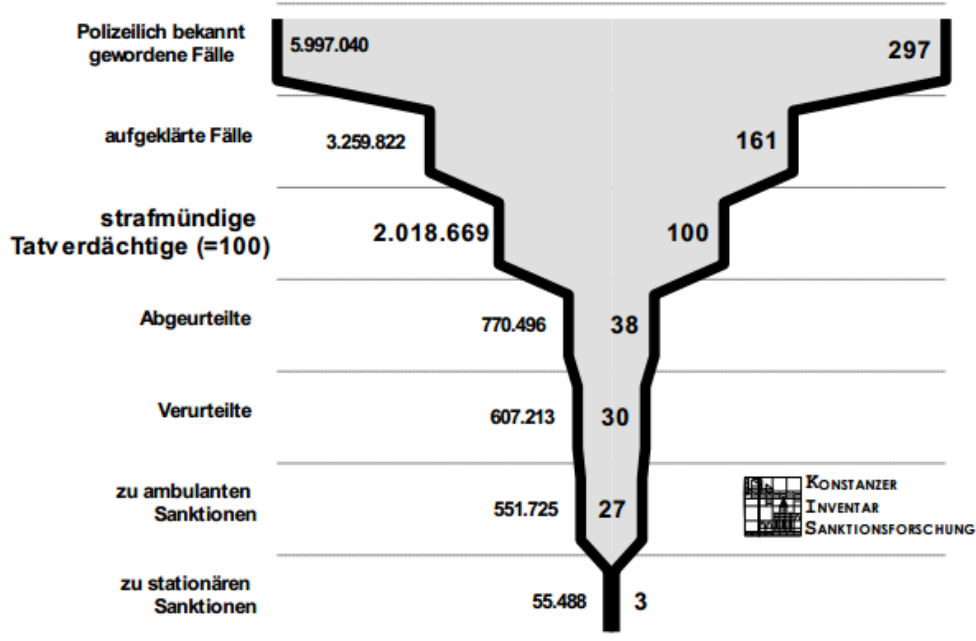 Polizeilich bekannt
gewordene Fälle
5.997.040
297
aufgeklärte Fälle
3.259.822
161
strafmündige
Tatverdächtige (=100)
2.018.669
100
Abgeurteilte
770.496
38
Verurteilte
607.213
30
zu ambulanten
Sanktionen
551.725
27
KONSTANZER
INVENTAR
SANKTIONSFORSCHUNG
zu stationären
Sanktionen
55.488
3